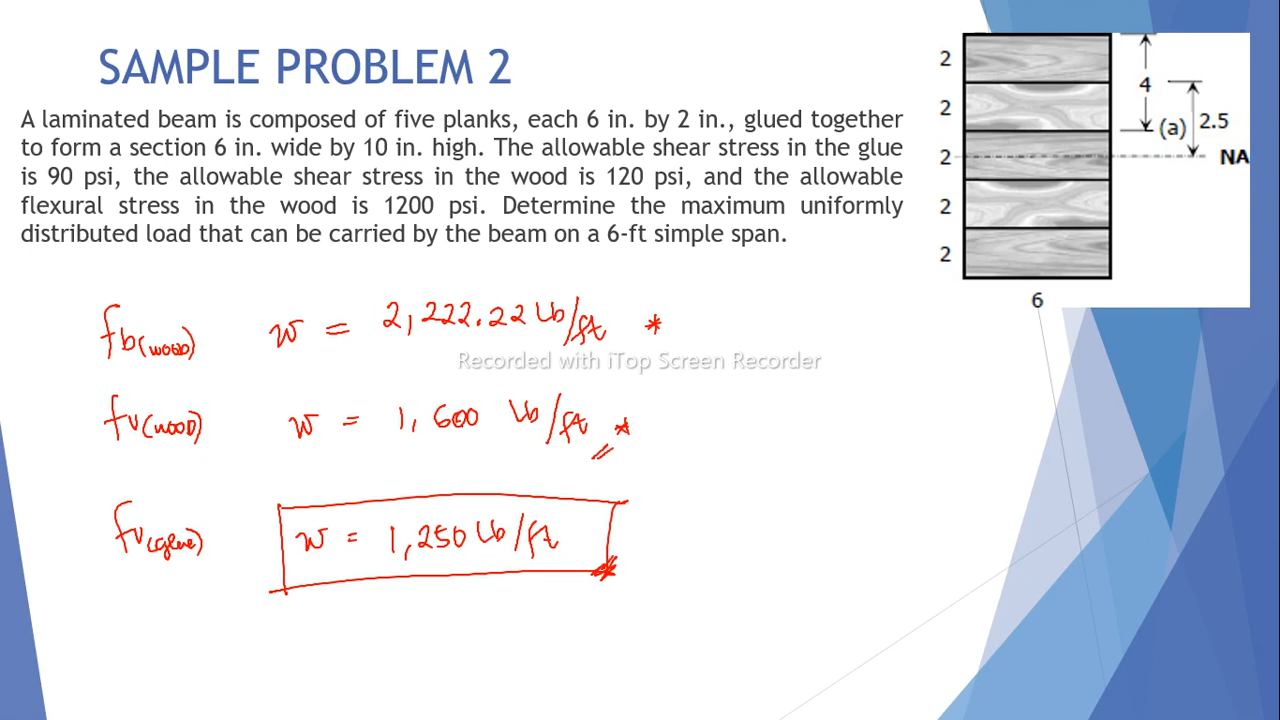 SAMPLE PROBLEM 2
A laminated beam is composed of five planks, each 6 in. by 2 in., glued together
to form a section 6 in. wide by 10 in. high. The allowable shear stress in the glue
is 90 psi, the allowable shear stress in the wood is 120 psi, and the allowable
flexural stress in the wood is 1200 psi. Determine the maximum uniformly
distributed load that can be carried by the beam on a 6-ft simple span.
2
2
2
2
2
4
(a)
2.5
NA
6
fb(wood) w = 2,222.22 lb/ft *
Recorded with iTop Screen Recorder
fv(wood) w = 1,600 lb/ft *
fv(glue) w = 1,250 lb/ft *